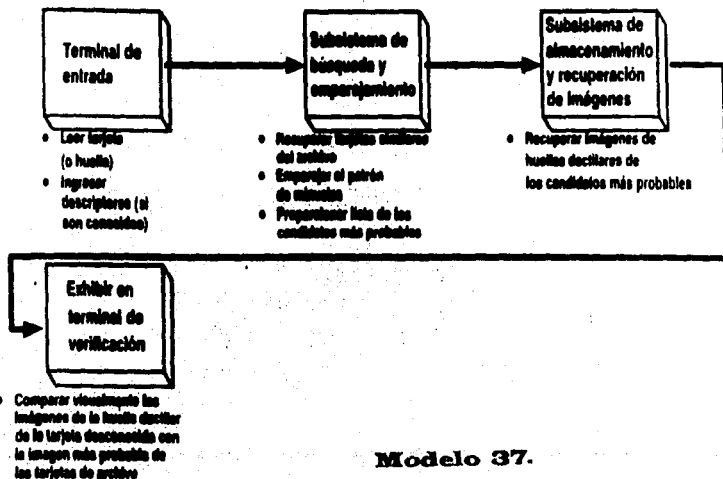 Terminal de
entrada
Subsistema de
búsqueda y
emparejamiento
Subsistema de
almacenamiento
y recuperación
de imágenes
• Leer tarjeta
(o huella)
• Ingresar
descriptores (si
son conocidos)
• Recuperar tarjetas similares
del archivo
• Emparejar el patrón
de minucias
• Proporcionar lista de los
candidatos más probables
• Recuperar imágenes de
huellas dactilares de
los candidatos más probables
Exhibir en
terminal de
verificación
• Comparar visualmente las
imágenes de la huella dactilar
de la tarjeta desconocida con
la imagen más probable de
las tarjetas de archivo
Modelo 37.